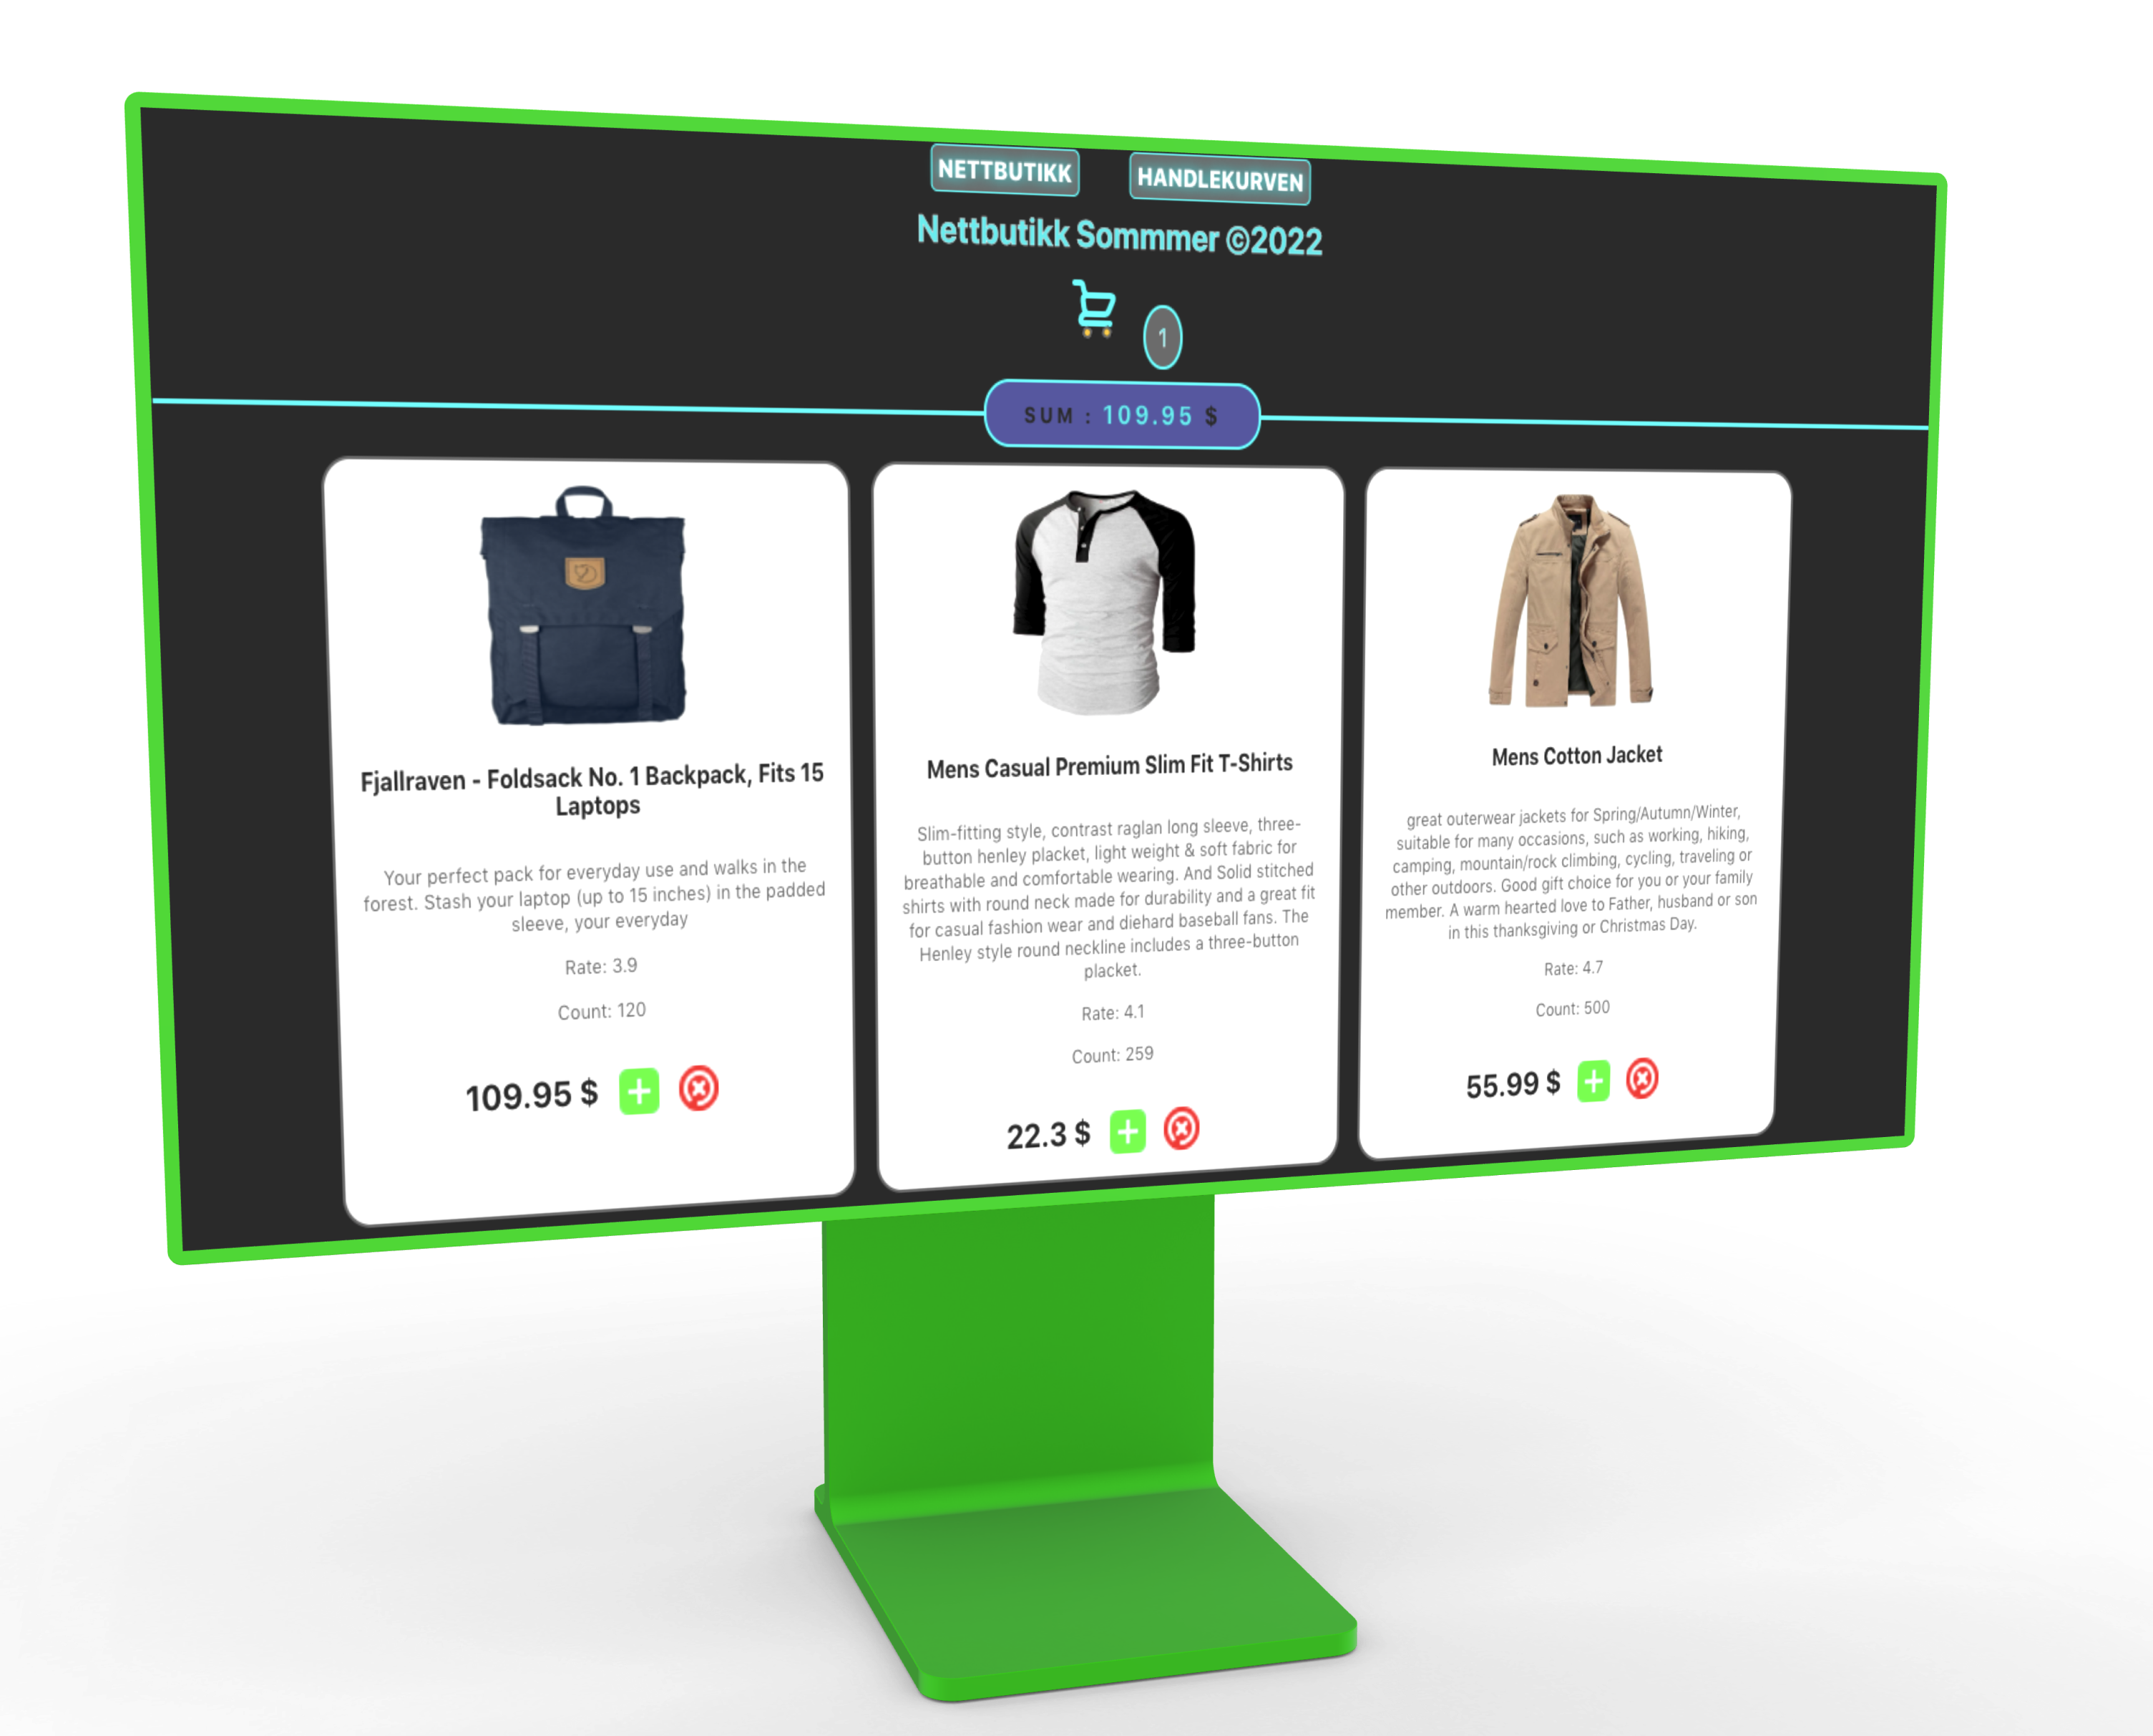 NETTBUTIKK
HANDLEKURVEN
Nettbutikk Sommmer ©2022
1
SUM : 109.95 $
Fjallraven - Foldsack No. 1 Backpack, Fits 15
Laptops
Your perfect pack for everyday use and walks in the
forest. Stash your laptop (up to 15 inches) in the padded
sleeve, your everyday
Rate: 3.9
Count: 120
109.95 $
Mens Casual Premium Slim Fit T-Shirts
Slim-fitting style, contrast raglan long sleeve, three-
button henley placket, light weight & soft fabric for
breathable and comfortable wearing. And Solid stitched
shirts with round neck made for durability and a great fit
for casual fashion wear and diehard baseball fans. The
Henley style round neckline includes a three-button
placket.
Rate: 4.1
Count: 259
22.3 $
Mens Cotton Jacket
great outerwear jackets for Spring/Autumn/Winter,
suitable for many occasions, such as working, hiking,
camping, mountain/rock climbing, cycling, traveling or
other outdoors. Good gift choice for you or your family
member. A warm hearted love to Father, husband or son
in this thanksgiving or Christmas Day.
Rate: 4.7
Count: 500
55.99 $